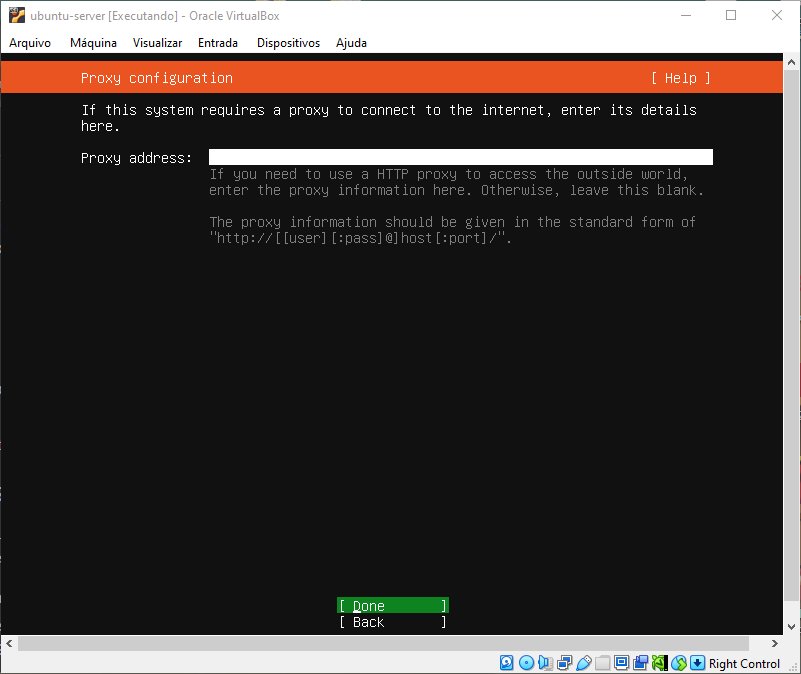 ubuntu-server [Executando] - Oracle VirtualBox
Arquivo Máquina Visualizar Entrada Dispositivos Ajuda
Proxy configuration [ Help ]
If this system requires a proxy to connect to the internet, enter its details
here.
Proxy address:
If you need to use a HTTP proxy to access the outside world,
enter the proxy information here. Otherwise, leave this blank.
The proxy information should be given in the standard form of
"http://[[user][:pass]@]host[:port]/".
[ Done ]
[ Back ]
Right Control